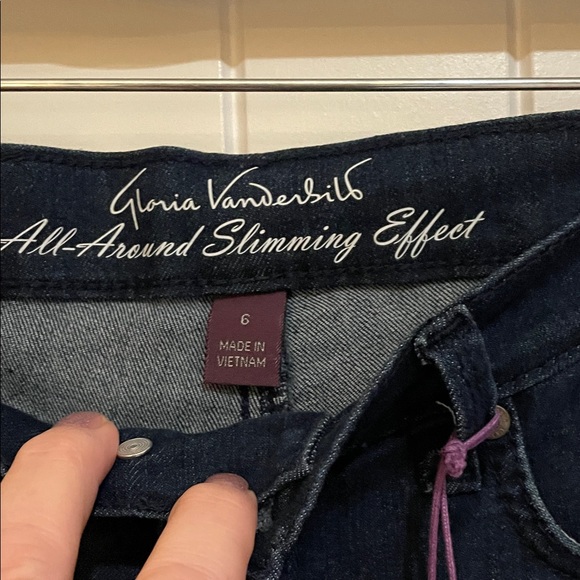 Gloria Vanderbilt
All-Around Slimming Effect
6
MADE IN
VIETNAM